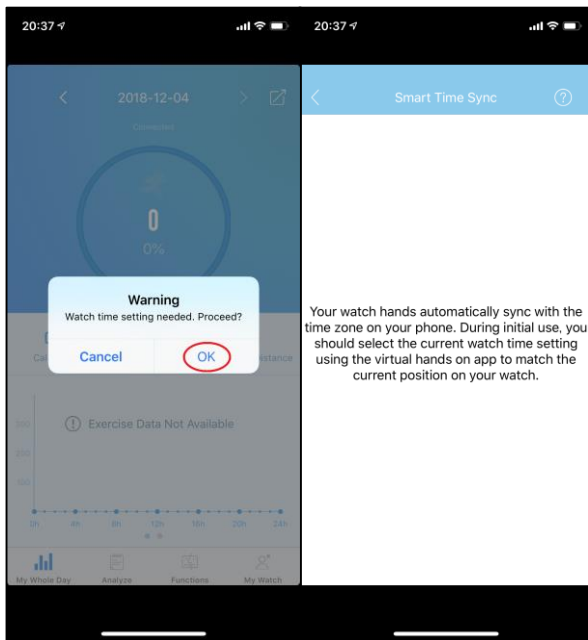 20:37
2018-12-04
Connected
0
0%
Warning
Watch time setting needed. Proceed?
Cancel
OK
Exercise Data Not Available
300
200
100
0h
4h
8h
12h
16h
20h
24h
My Whole Day
Analyze
Functions
My Watch
20:37
Smart Time Sync
?
Your watch hands automatically sync with the
time zone on your phone. During initial use, you
should select the current watch time setting
using the virtual hands on app to match the
current position on your watch.